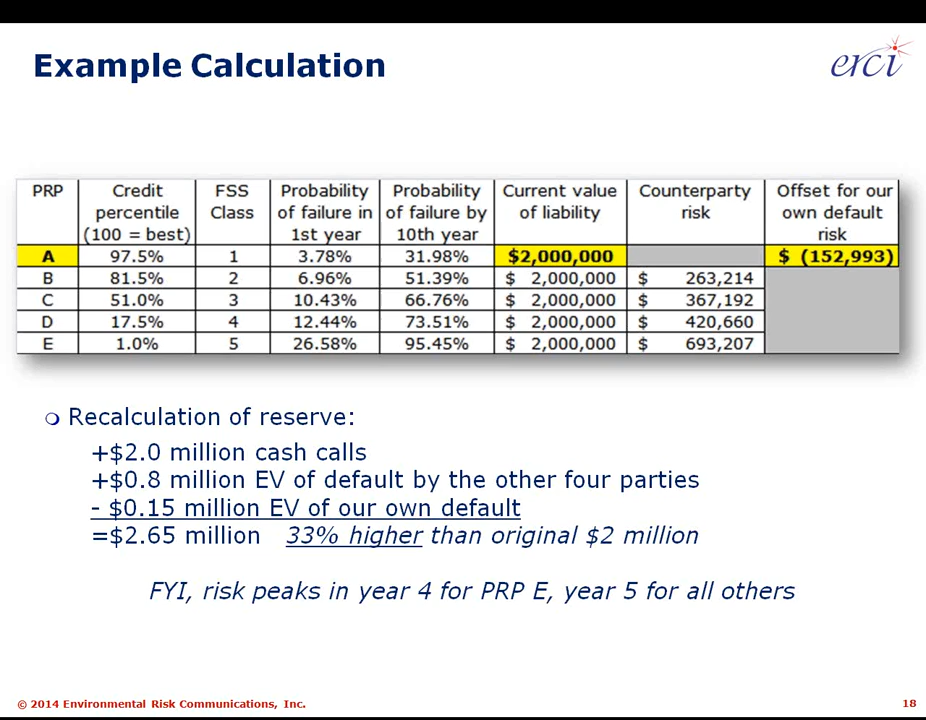 Example Calculation
erci
PRP Credit percentile (100 = best) FSS Class Probability of failure in 1st year Probability of failure by 10th year Current value of liability Counterparty risk Offset for our own default risk
A 97.5% 1 3.78% 31.98% $2,000,000 $ (152,993)
B 81.5% 2 6.96% 51.39% $ 2,000,000 $ 263,214
C 51.0% 3 10.43% 66.76% $ 2,000,000 $ 367,192
D 17.5% 4 12.44% 73.51% $ 2,000,000 $ 420,660
E 1.0% 5 26.58% 95.45% $ 2,000,000 $ 693,207
Recalculation of reserve:
+$2.0 million cash calls
+$0.8 million EV of default by the other four parties
- $0.15 million EV of our own default
=$2.65 million 33% higher than original $2 million
FYI, risk peaks in year 4 for PRP E, year 5 for all others
© 2014 Environmental Risk Communications, Inc.
18